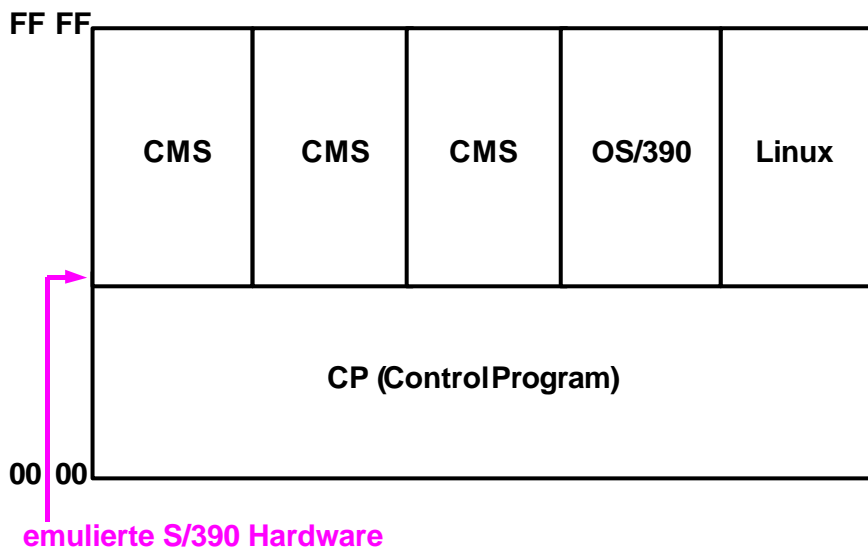 FF FF
CMS CMS CMS OS/390 Linux
CP (ControlProgram)
00 00
emulierte S/390 Hardware